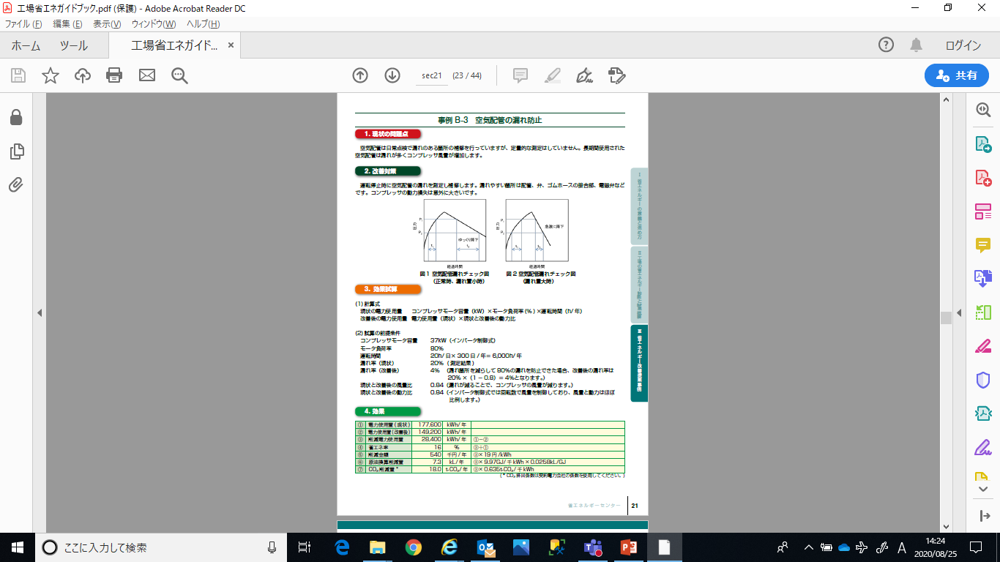 工場省エネガイドブック.pdf (保護) - Adobe Acrobat Reader DC
ファイル(F) 編集(E) 表示(V) ウィンドウ(W) ヘルプ(H)
ホーム ツール 工場省エネガイド... × ログイン
sec21 (23 / 44) 共有
事例 B-3 空気配管の漏れ防止
1. 現状の問題点
空気配管は日常点検で漏れのある箇所の補修を行っていますが、定量的な測定はしていません。長期間使用された
空気配管は漏れが多くコンプレッサ風量が増加します。
2. 改善対策
運転停止時に空気配管の漏れを測定し補修します。漏れやすい箇所は配管、弁、ゴムホースの接合部、電磁弁など
です。コンプレッサの動力損失は意外に大きいです。
圧力 P1 P2 t1 t2 ゆっくり降下
経過時間
図1 空気配管漏れチェック図
(正常時、漏れ量小時)
圧力 急激に降下
経過時間
図2 空気配管漏れチェック図
(漏れ量大時)
3. 効果試算
(1) 計算式
現状の電力使用量 コンプレッサモータ容量(kW)×モータ負荷率(%)×運転時間(h/年)
改善後の電力使用量 電力使用量(現状)×現状と改善後の動力比
(2) 試算の前提条件
コンプレッサモータ容量 37kW(インバータ制御式)
モータ負荷率 80%
運転時間 20h/日×300日/年=6,000h/年
漏れ率(現状) 20%(測定結果)
漏れ率(改善後) 4% (漏れ箇所を減らして80%の漏れを防止できた場合、改善後の漏れ率は
20%×(1-0.8)=4%となります。)
現状と改善後の風量比 0.84(漏れが減ることで、コンプレッサの風量が減ります。)
現状と改善後の動力比 0.84(インバータ制御式では回転数で風量を制御しており、風量と動力はほぼ
比例します。)
4. 効果
① 電力使用量(現状) 177,600 kWh/年
② 電力使用量(改善後) 149,200 kWh/年
③ 削減電力使用量 28,400 kWh/年 ①-②
④ 省エネ率 16 % ③÷①
⑤ 削減金額 540 千円/年 ③×19円/kWh
⑥ 原油換算削減量 7.3 kL/年 ③×9.97GJ/千kWh×0.0258kL/GJ
⑦ CO2削減量* 18.0 t-CO2/年 ③×0.635t-CO2/千kWh
(*CO2排出係数は契約電力会社の係数を使用してください。)
省エネルギーセンター 21
Ⅰ 省エネルギーの意義と進め方
Ⅲ 省エネルギー改善提案事例
ここに入力して検索
A 14:24
2020/08/25